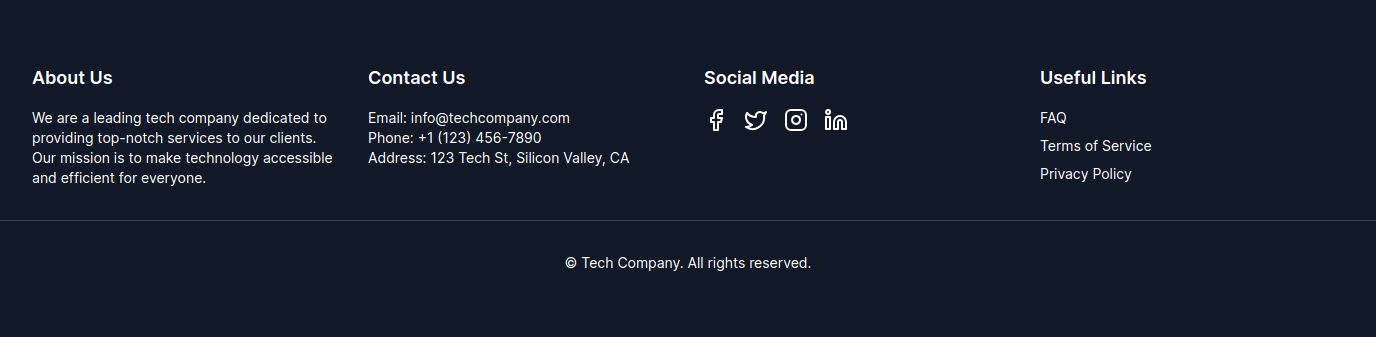 About Us
We are a leading tech company dedicated to
providing top-notch services to our clients.
Our mission is to make technology accessible
and efficient for everyone.
Contact Us
Email: info@techcompany.com
Phone: +1 (123) 456-7890
Address: 123 Tech St, Silicon Valley, CA
Social Media
Useful Links
FAQ
Terms of Service
Privacy Policy
© Tech Company. All rights reserved.